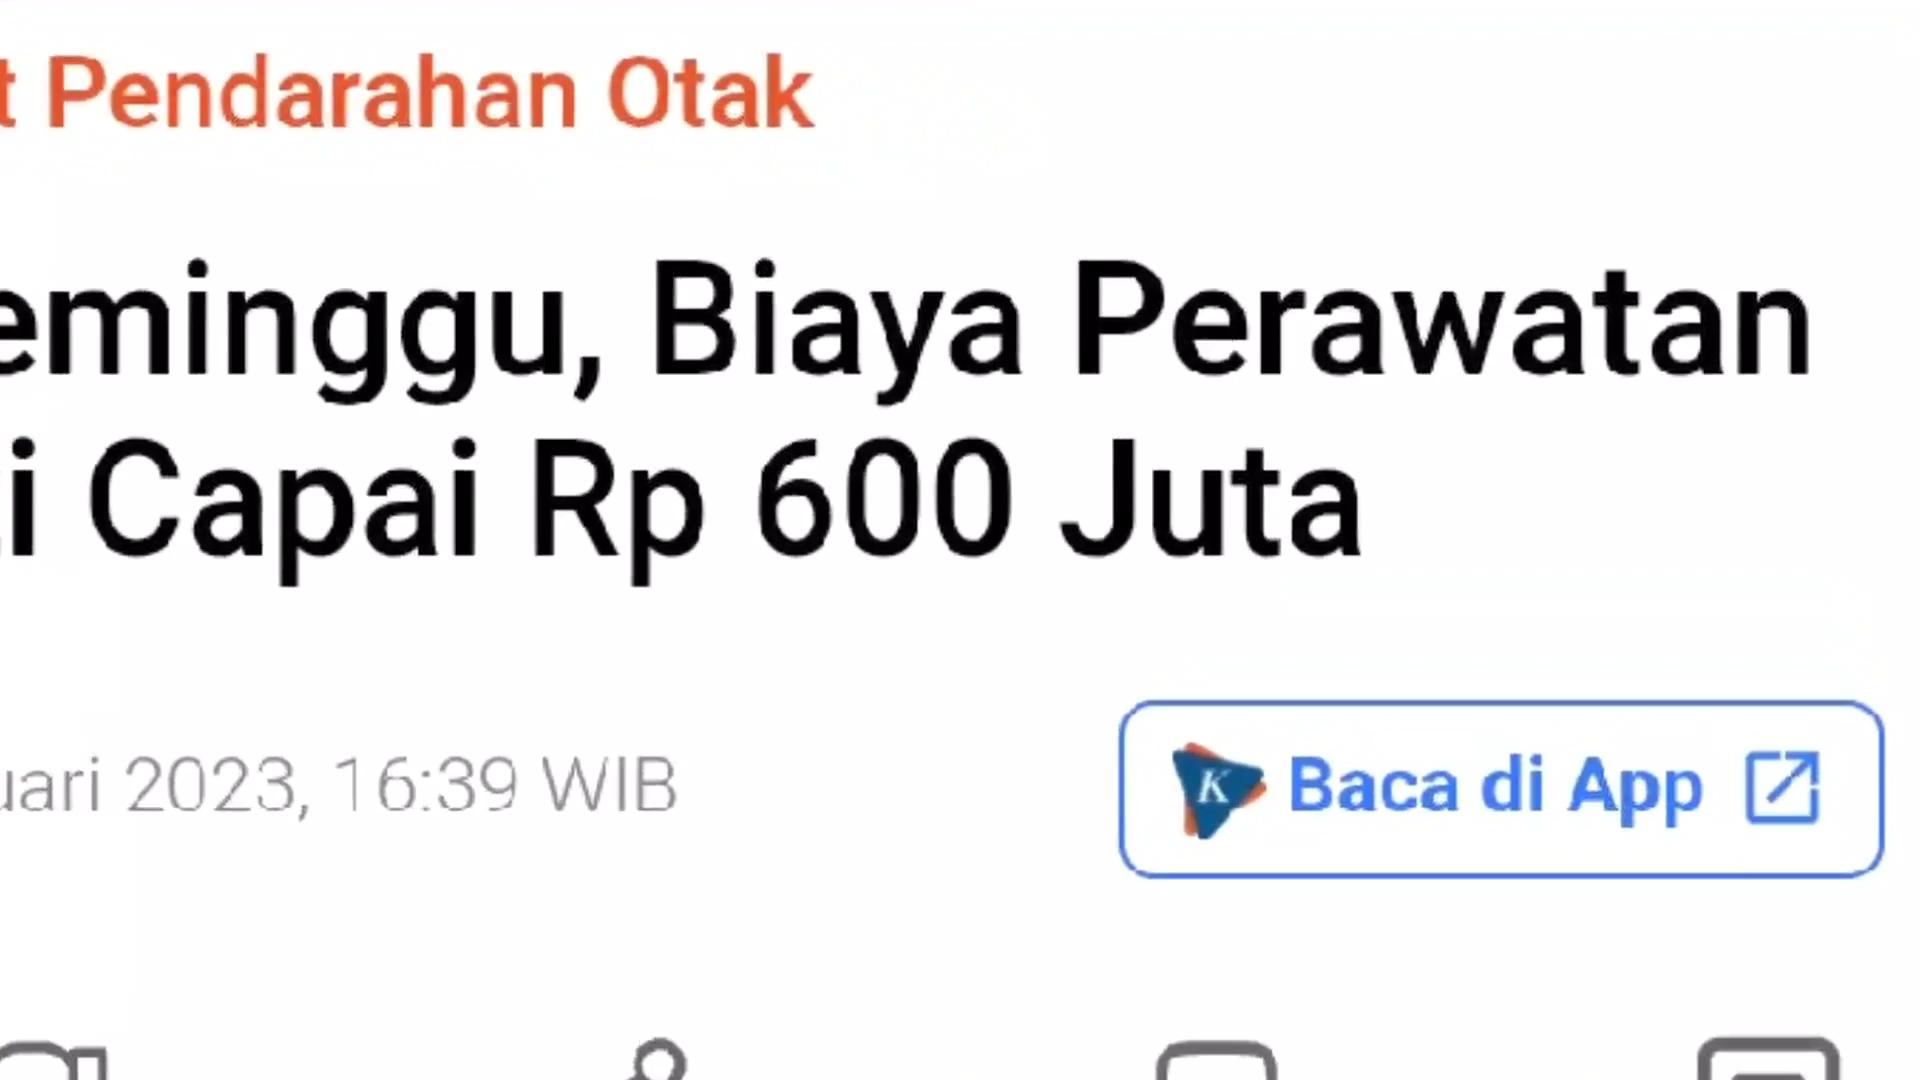 t Pendarahan Otak
eminggu, Biaya Perawatan
i Capai Rp 600 Juta
uari 2023, 16:39 WIB
K Baca di App